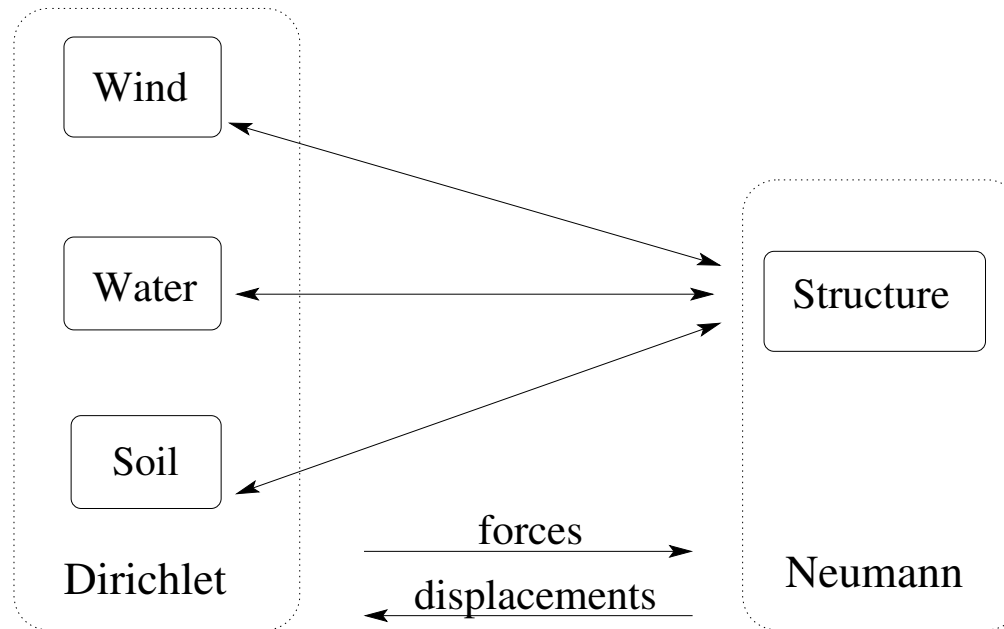 Wind
Water
Structure
Soil
forces
Dirichlet
displacements
Neumann